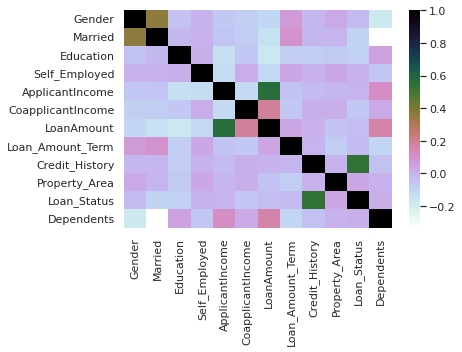 Gender
Married
Education
Self_Employed
ApplicantIncome
CoapplicantIncome
LoanAmount
Loan_Amount_Term
Credit_History
Property_Area
Loan_Status
Dependents
Gender
Married
Education
Self_Employed
ApplicantIncome
CoapplicantIncome
LoanAmount
Loan_Amount_Term
Credit_History
Property_Area
Loan_Status
Dependents
1.0
0.8
0.6
0.4
0.2
0.0
−0.2